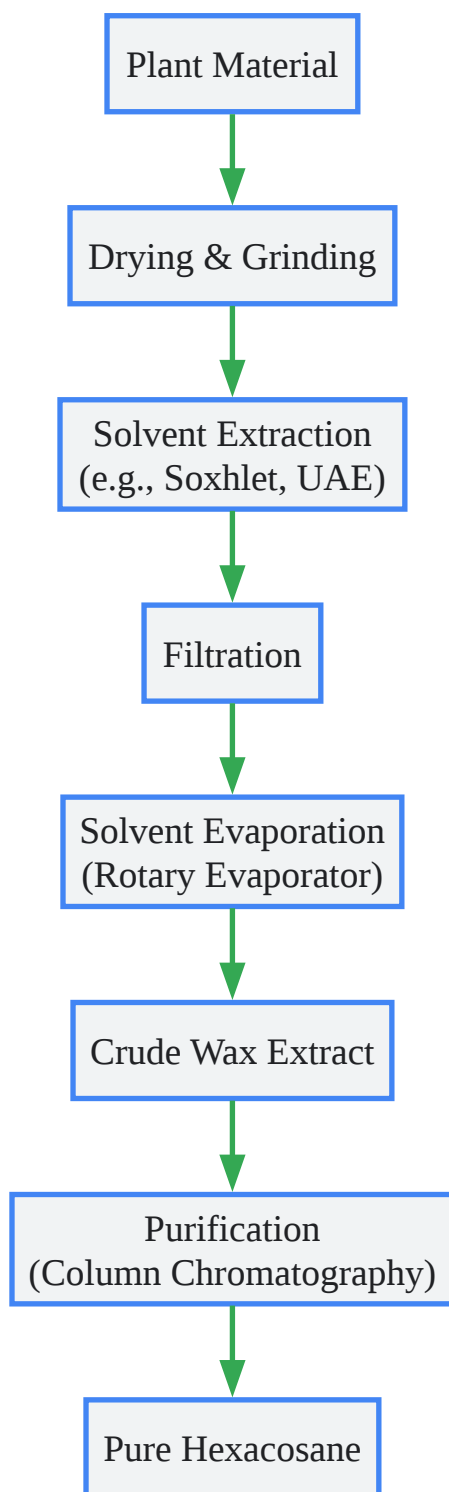 Plant Material
Drying & Grinding
Solvent Extraction
(e.g., Soxhlet, UAE)
Filtration
Solvent Evaporation
(Rotary Evaporator)
Crude Wax Extract
Purification
(Column Chromatography)
Pure Hexacosane